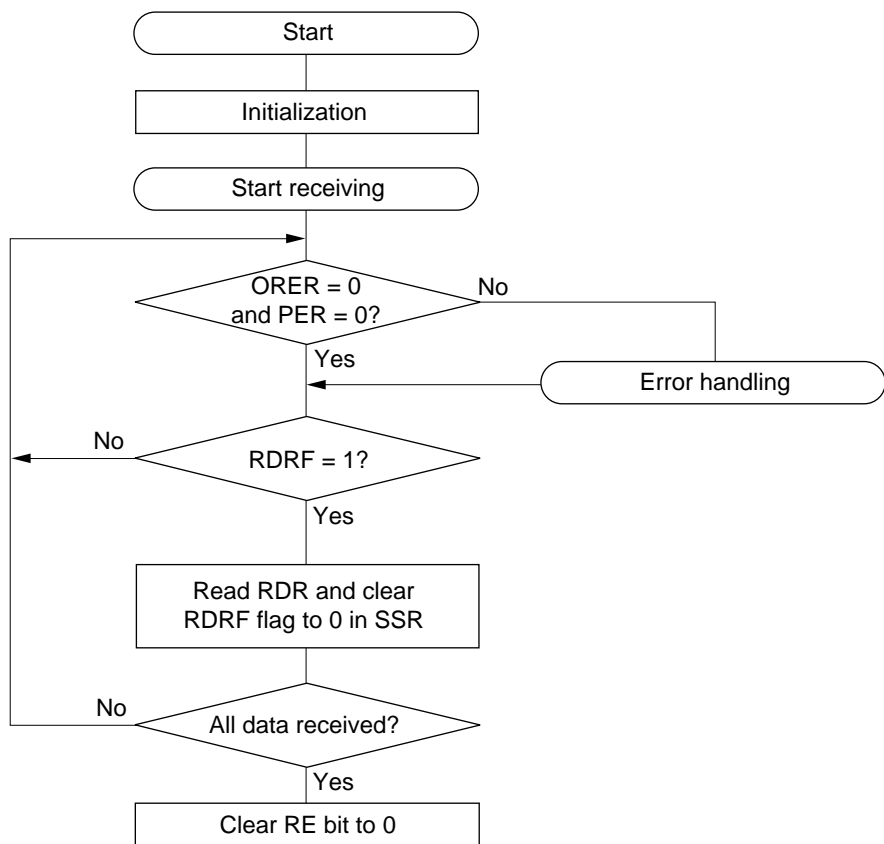 Start
Initialization
Start receiving
ORER = 0
and PER = 0?
No
Yes
Error handling
No
RDRF = 1?
Yes
Read RDR and clear
RDRF flag to 0 in SSR
No
All data received?
Yes
Clear RE bit to 0